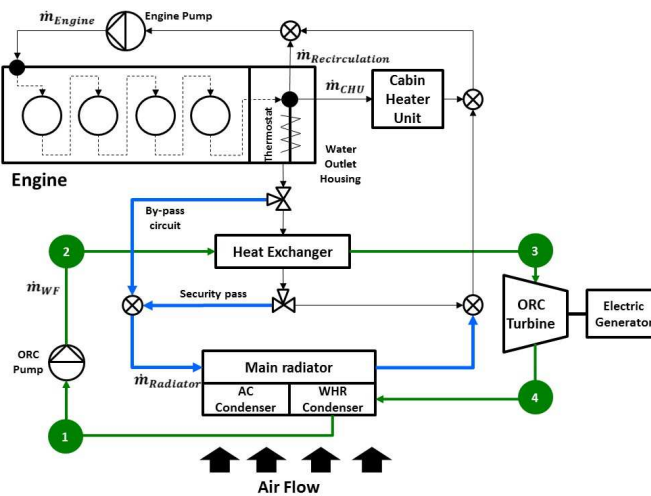 ṁEngine
Engine Pump
ṁRecirculation
ṁCHU
Cabin
Heater
Unit
Thermostat
Water
Outlet
Housing
Engine
By-pass
circuit
2
Heat Exchanger
3
ṁWF
Security pass
ORC
Turbine
Electric
Generator
ORC
Pump
Main radiator
ṁRadiator
AC
Condenser
WHR
Condenser
4
1
Air Flow